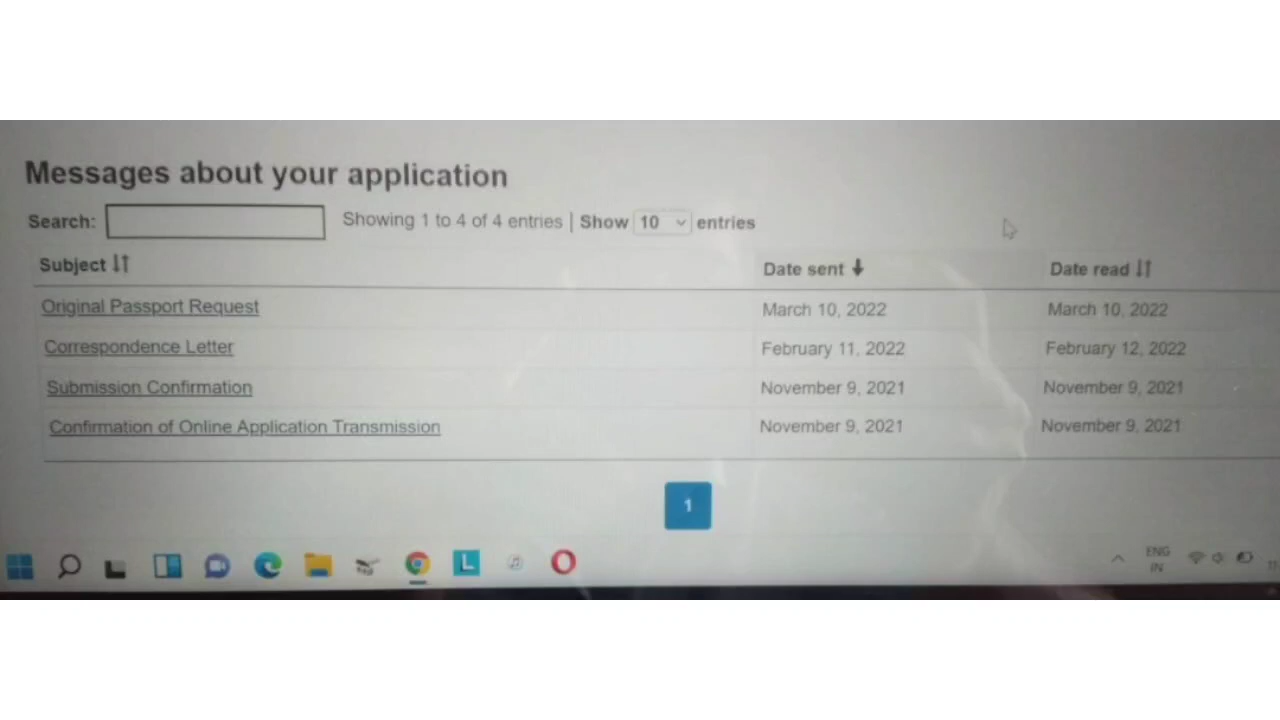 Messages about your application
Search: Showing 1 to 4 of 4 entries | Show 10 entries
Subject Date sent Date read
Original Passport Request March 10, 2022 March 10, 2022
Correspondence Letter February 11, 2022 February 12, 2022
Submission Confirmation November 9, 2021 November 9, 2021
Confirmation of Online Application Transmission November 9, 2021 November 9, 2021
1
L
ENG
IN